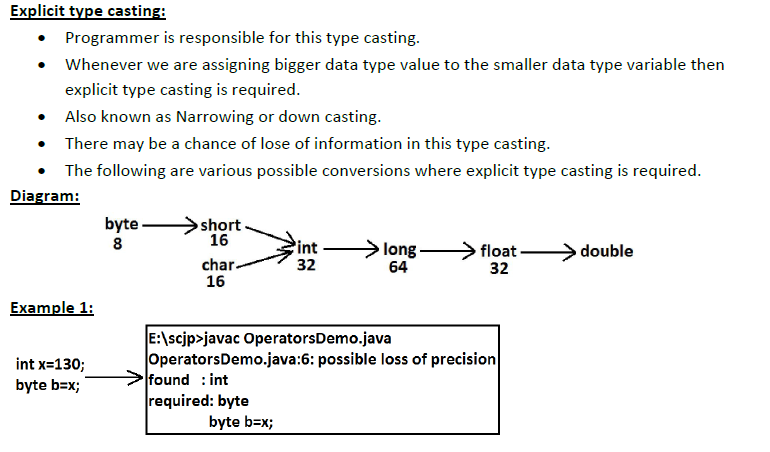 Explicit type casting:
• Programmer is responsible for this type casting.
• Whenever we are assigning bigger data type value to the smaller data type variable then
explicit type casting is required.
• Also known as Narrowing or down casting.
• There may be a chance of lose of information in this type casting.
• The following are various possible conversions where explicit type casting is required.
Diagram:
byte short
8 16
int long float double
char 32 64 32
16
Example 1:
int x=130;
byte b=x;
E:\scjp>javac OperatorsDemo.java
OperatorsDemo.java:6: possible loss of precision
found : int
required: byte
byte b=x;